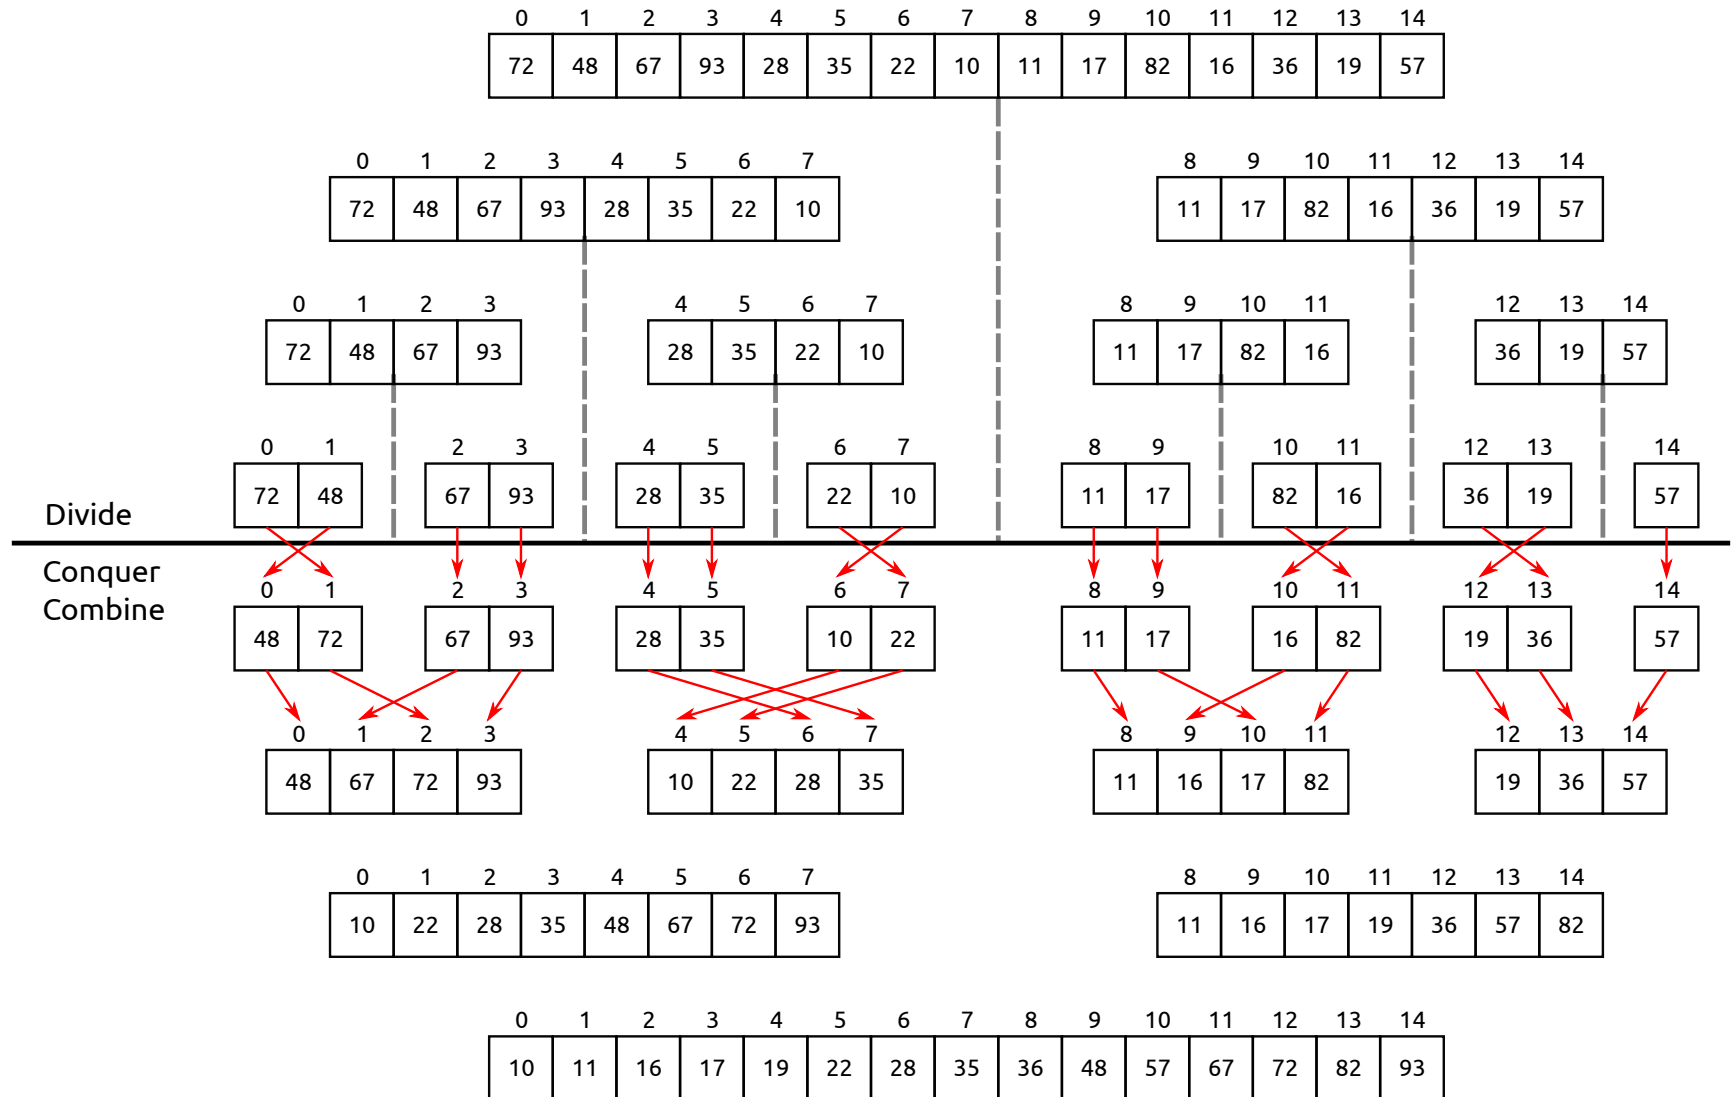 0 1 2 3 4 5 6 7 8 9 10 11 12 13 14
72 48 67 93 28 35 22 10 11 17 82 16 36 19 57
0 1 2 3 4 5 6 7 8 9 10 11 12 13 14
72 48 67 93 28 35 22 10 11 17 82 16 36 19 57
0 1 2 3 4 5 6 7 8 9 10 11 12 13 14
72 48 67 93 28 35 22 10 11 17 82 16 36 19 57
0 1 2 3 4 5 6 7 8 9 10 11 12 13 14
72 48 67 93 28 35 22 10 11 17 82 16 36 19 57
Divide
Conquer
Combine
0 1 2 3 4 5 6 7 8 9 10 11 12 13 14
48 72 67 93 28 35 10 22 11 17 16 82 19 36 57
0 1 2 3 4 5 6 7 8 9 10 11 12 13 14
48 67 72 93 10 22 28 35 11 16 17 82 19 36 57
0 1 2 3 4 5 6 7 8 9 10 11 12 13 14
10 22 28 35 48 67 72 93 11 16 17 19 36 57 82
0 1 2 3 4 5 6 7 8 9 10 11 12 13 14
10 11 16 17 19 22 28 35 36 48 57 67 72 82 93